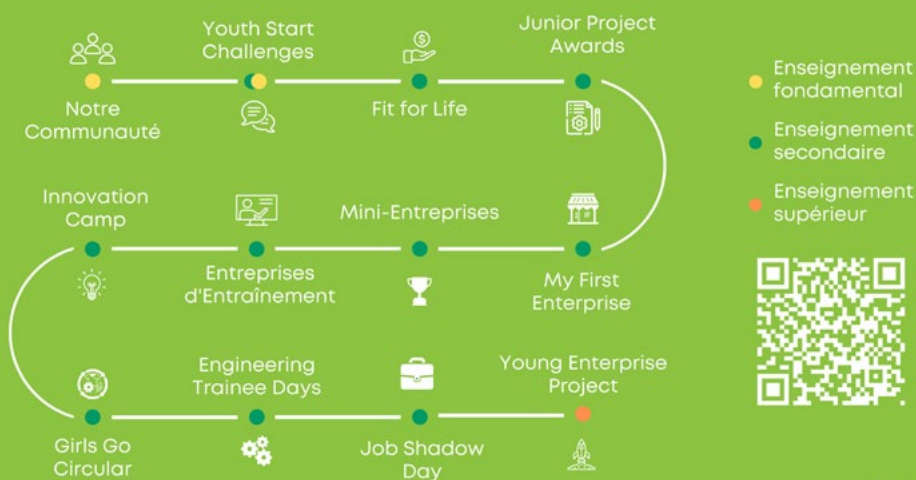 Notre
Communauté
Youth Start
Challenges
Fit for Life
Junior Project
Awards
My First
Enterprise
Mini-Entreprises
Entreprises
d'Entraînement
Innovation
Camp
Girls Go
Circular
Engineering
Trainee Days
Job Shadow
Day
Young Enterprise
Project
Enseignement
fondamental
Enseignement
secondaire
Enseignement
supérieur